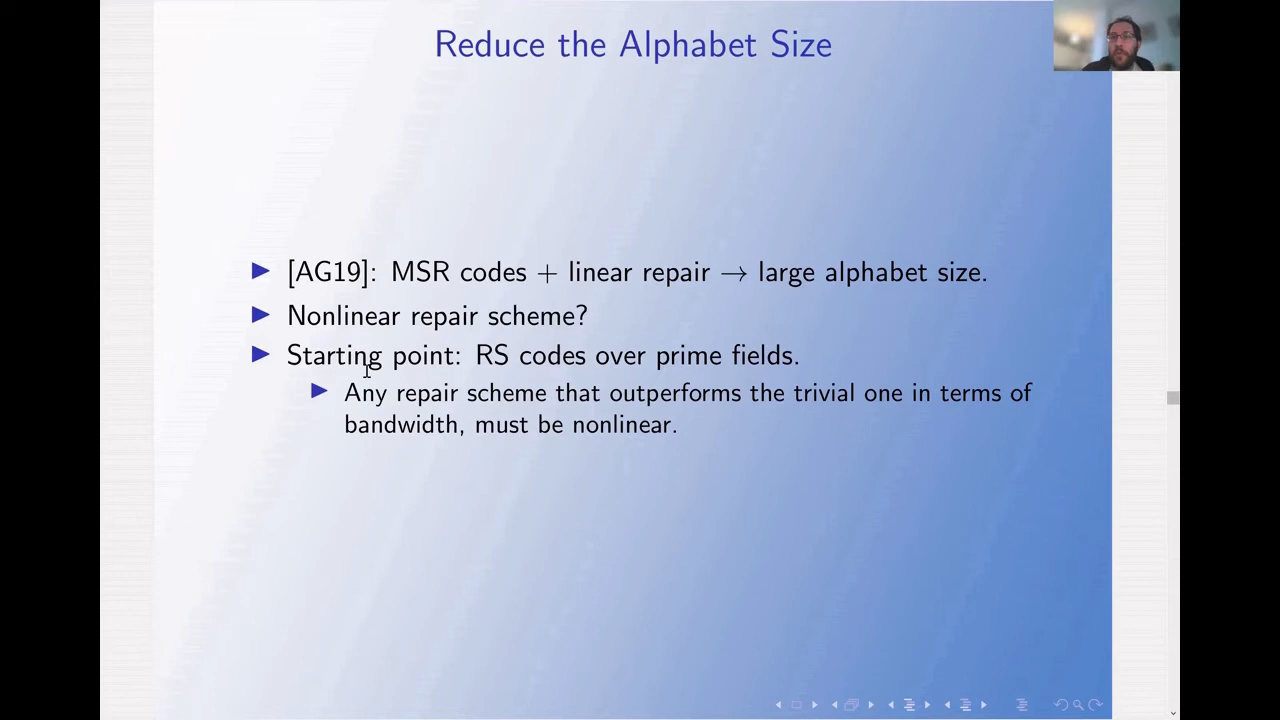 Reduce the Alphabet Size
[AG19]: MSR codes + linear repair → large alphabet size.
Nonlinear repair scheme?
Starting point: RS codes over prime fields.
Any repair scheme that outperforms the trivial one in terms of
bandwidth, must be nonlinear.